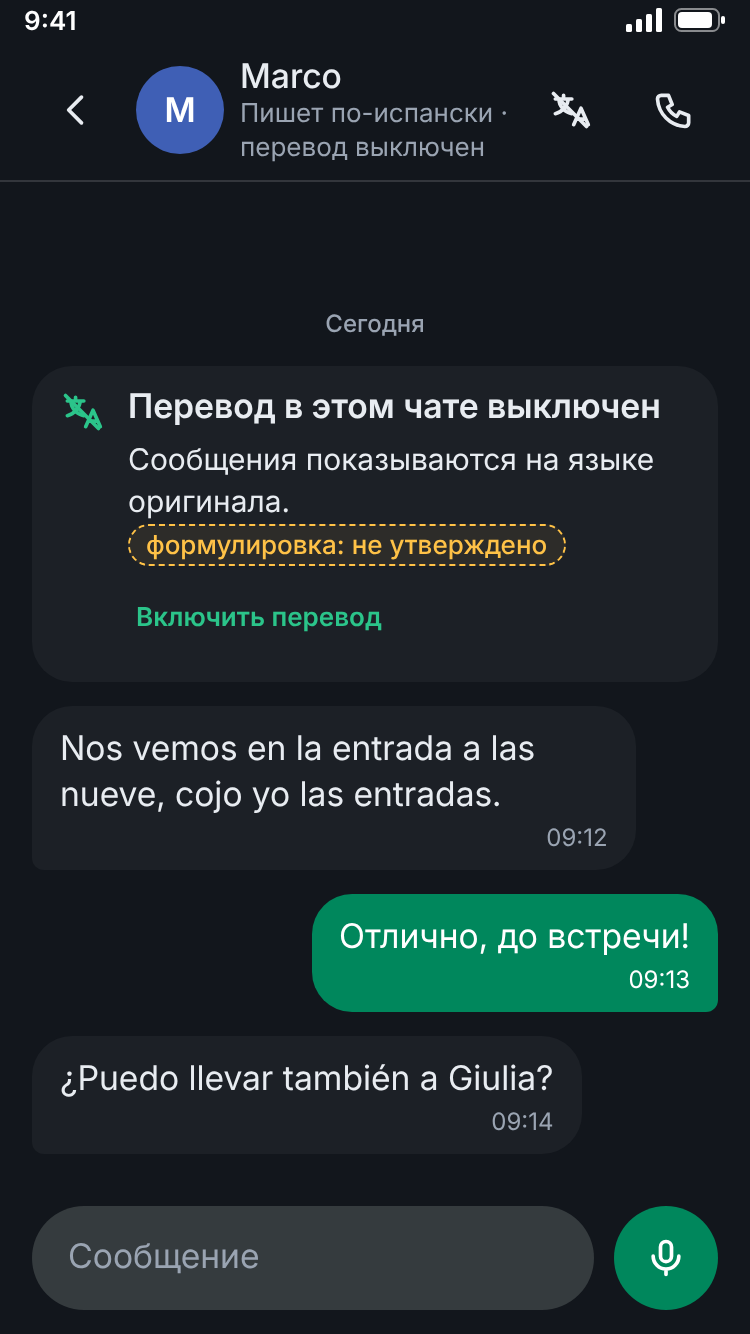 9:41
M
Marco
Пишет по-испански ·
перевод выключен
Сегодня
Перевод в этом чате выключен
Сообщения показываются на языке
оригинала.
формулировка: не утверждено
Включить перевод
Nos vemos en la entrada a las
nueve, cojo yo las entradas.
09:12
Отлично, до встречи!
09:13
¿Puedo llevar también a Giulia?
09:14
Сообщение